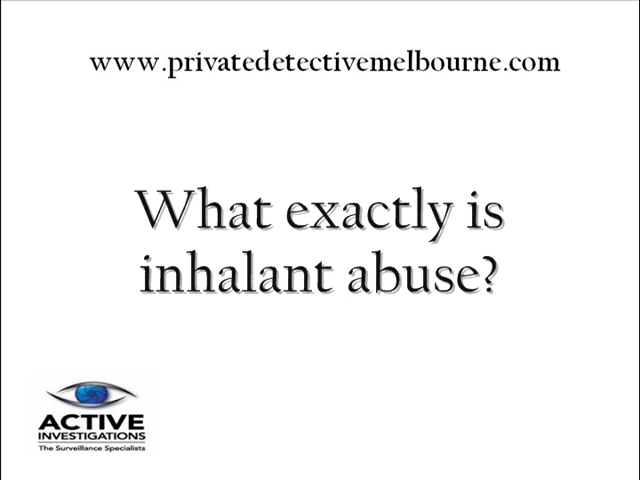 www.privatedetectivemelbourne.com
What exactly is
inhalant abuse?
ACTIVE
INVESTIGATIONS
The Surveillance Specialists